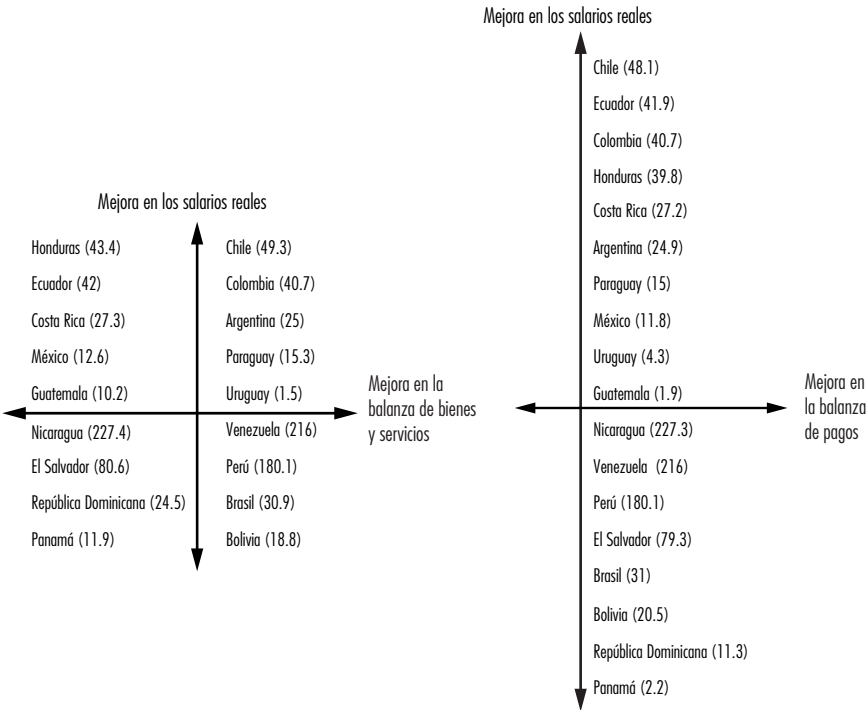 Mejora en los salarios reales
Honduras (43.4)
Ecuador (42)
Costa Rica (27.3)
México (12.6)
Guatemala (10.2)
Nicaragua (227.4)
El Salvador (80.6)
República Dominicana (24.5)
Panamá (11.9)
Chile (49.3)
Colombia (40.7)
Argentina (25)
Paraguay (15.3)
Uruguay (1.5)
Venezuela (216)
Perú (180.1)
Brasil (30.9)
Bolivia (18.8)
Mejora en la
balanza de bienes
y servicios
Mejora en los salarios reales
Chile (48.1)
Ecuador (41.9)
Colombia (40.7)
Honduras (39.8)
Costa Rica (27.2)
Argentina (24.9)
Paraguay (15)
México (11.8)
Uruguay (4.3)
Guatemala (1.9)
Nicaragua (227.3)
Venezuela (216)
Perú (180.1)
El Salvador (79.3)
Brasil (31)
Bolivia (20.5)
República Dominicana (11.3)
Panamá (2.2)
Mejora en
la balanza
de pagos